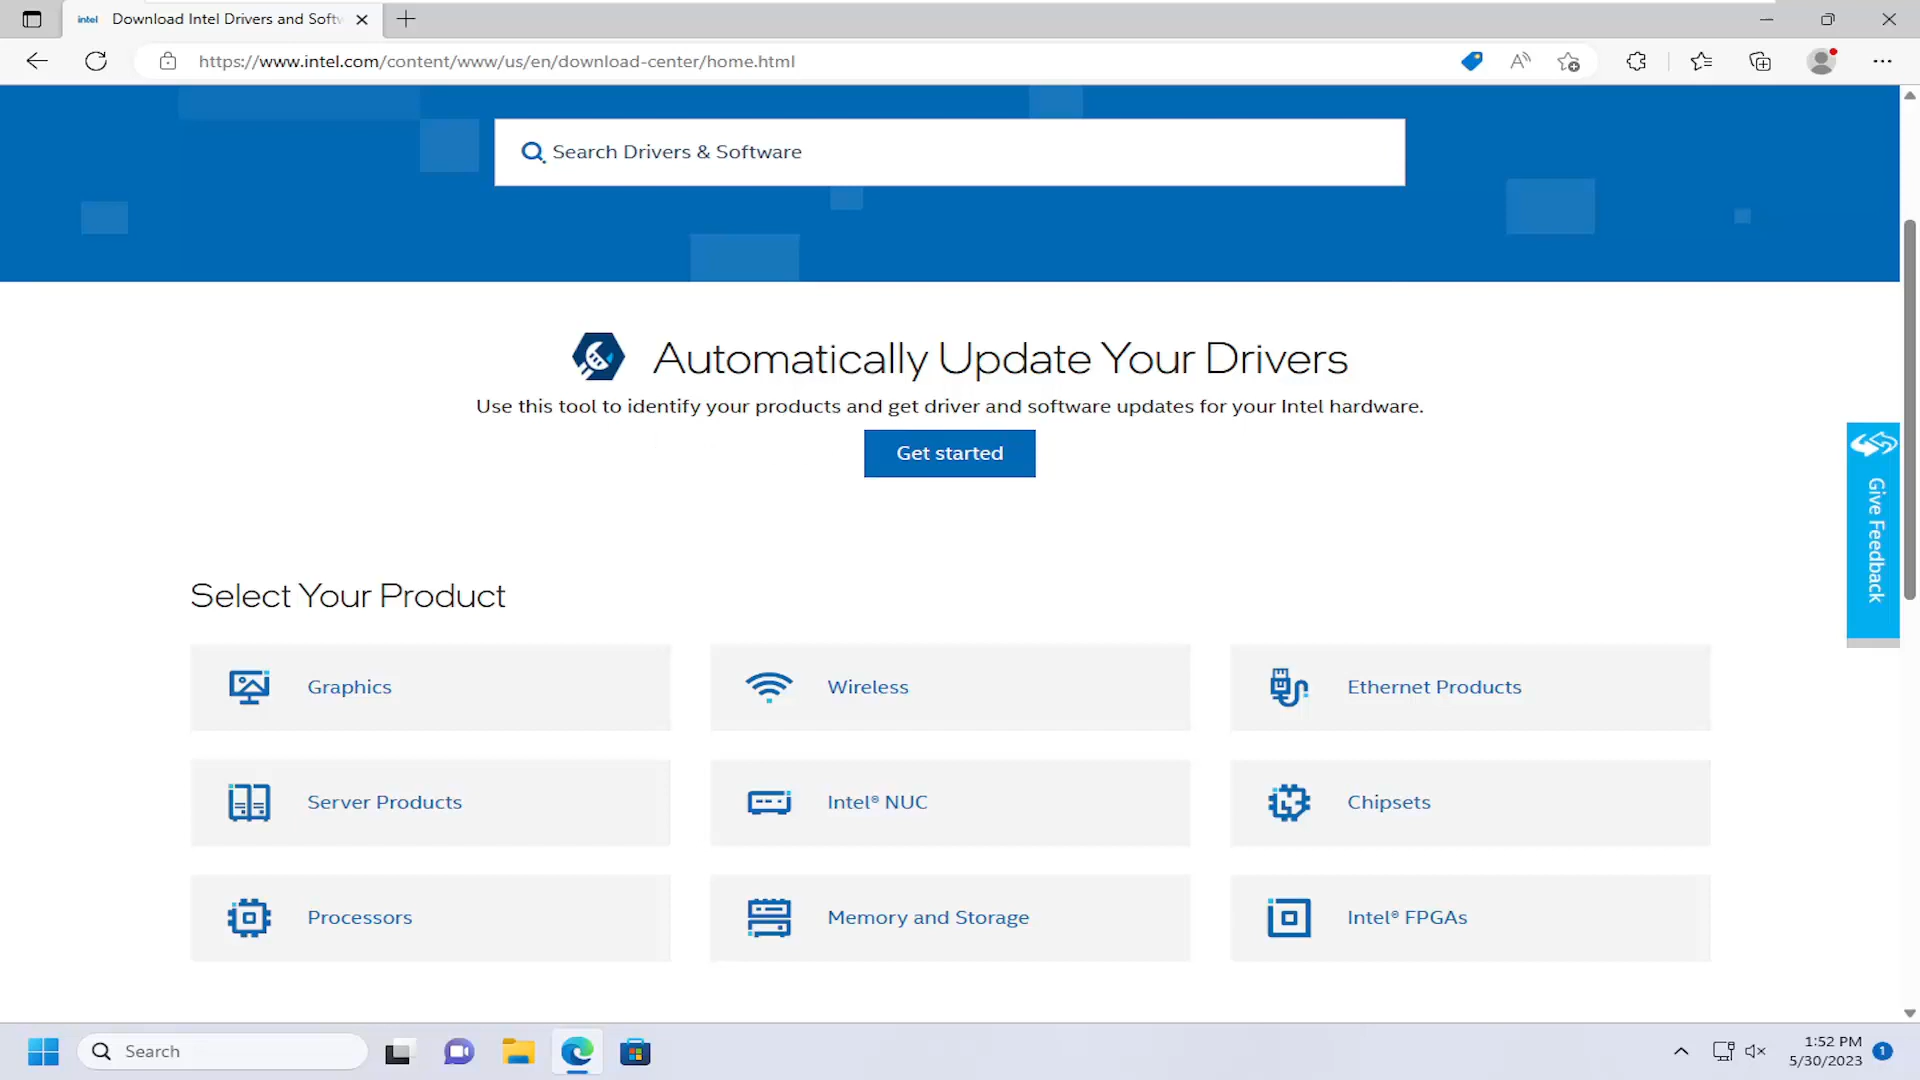 intel Download Intel Drivers and Softw
https://www.intel.com/content/www/us/en/download-center/home.html
Search Drivers & Software
Automatically Update Your Drivers
Use this tool to identify your products and get driver and software updates for your Intel hardware.
Get started
Give Feedback
Select Your Product
Graphics
Wireless
Ethernet Products
Server Products
Intel® NUC
Chipsets
Processors
Memory and Storage
Intel® FPGAs
Search
1:52 PM
5/30/2023
1